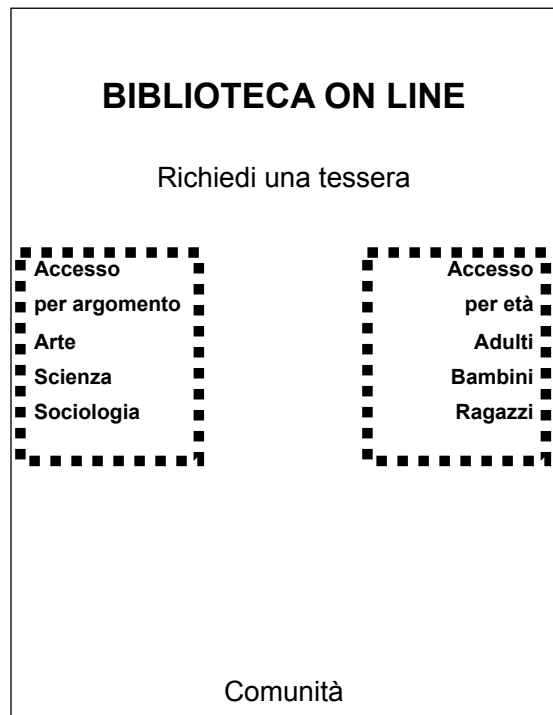 BIBLIOTECA ON LINE
Richiedi una tessera
Accesso
per argomento
Arte
Scienza
Sociologia
Accesso
per età
Adulti
Bambini
Ragazzi
Comunità